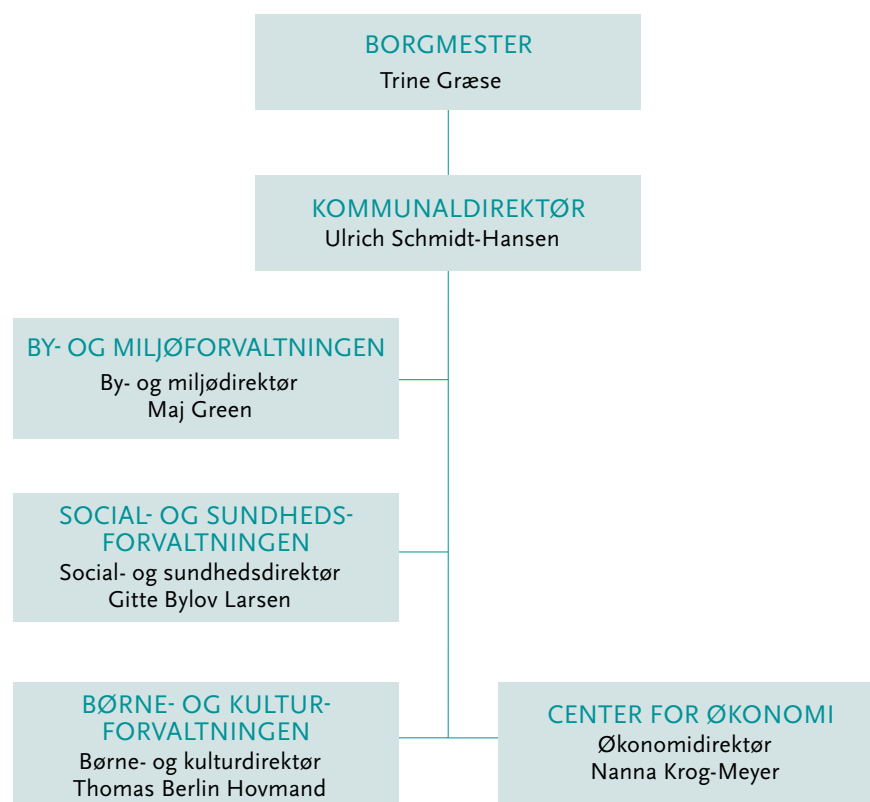 BORGMESTER
Trine Græse
KOMMUNALDIREKTØR
Ulrich Schmidt-Hansen
BY- OG MILJØFORVALTNINGEN
By- og miljødirektør
Maj Green
SOCIAL- OG SUNDHEDS-
FORVALTNINGEN
Social- og sundhedsdirektør
Gitte Bylov Larsen
BØRNE- OG KULTUR-
FORVALTNINGEN
Børne- og kulturdirektør
Thomas Berlin Hovmand
CENTER FOR ØKONOMI
Økonomidirektør
Nanna Krog-Meyer